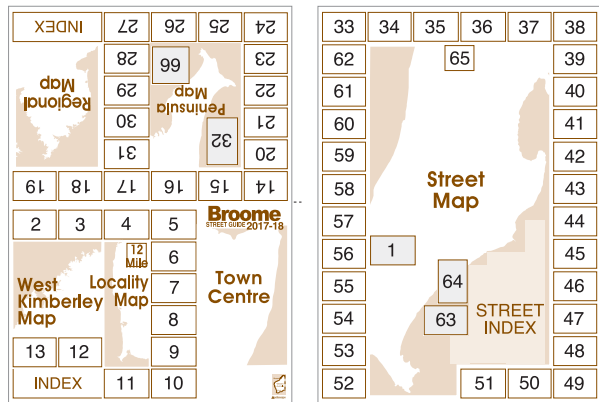 INDEX 27 26 25 24
28 66 23
Regional
Map
29 22
Peninsula
Map
30 21
32
31 20
19 18 17 16 15 14
2 3 4 5
Broome
STREET GUIDE 2017-18
12
Mile
6
West
Kimberley
Map
Locality
Map
7
Town
Centre
8
13 12 9
INDEX 11 10
33 34 35 36 37 38
62 65 39
61 40
60 41
59 42
58 43
Street
Map
57 44
56 1 45
55 64 46
54 63 47
STREET
INDEX
53 48
52 51 50 49